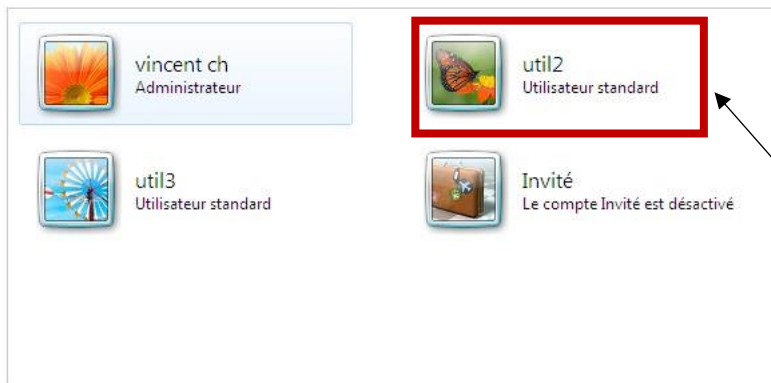 vincent ch
Administrateur
util2
Utilisateur standard
util3
Utilisateur standard
Invité
Le compte Invité est désactivé